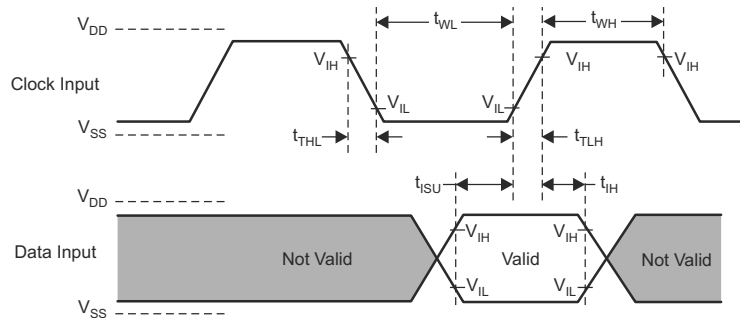 V_DD
t_WL
t_WH
V_IH
V_IH
V_IH
Clock Input
V_IL
V_IL
V_SS
t_THL
t_TLH
V_DD
t_ISU
t_IH
V_IH
V_IH
Data Input
Not Valid
Valid
Not Valid
V_IL
V_IL
V_SS